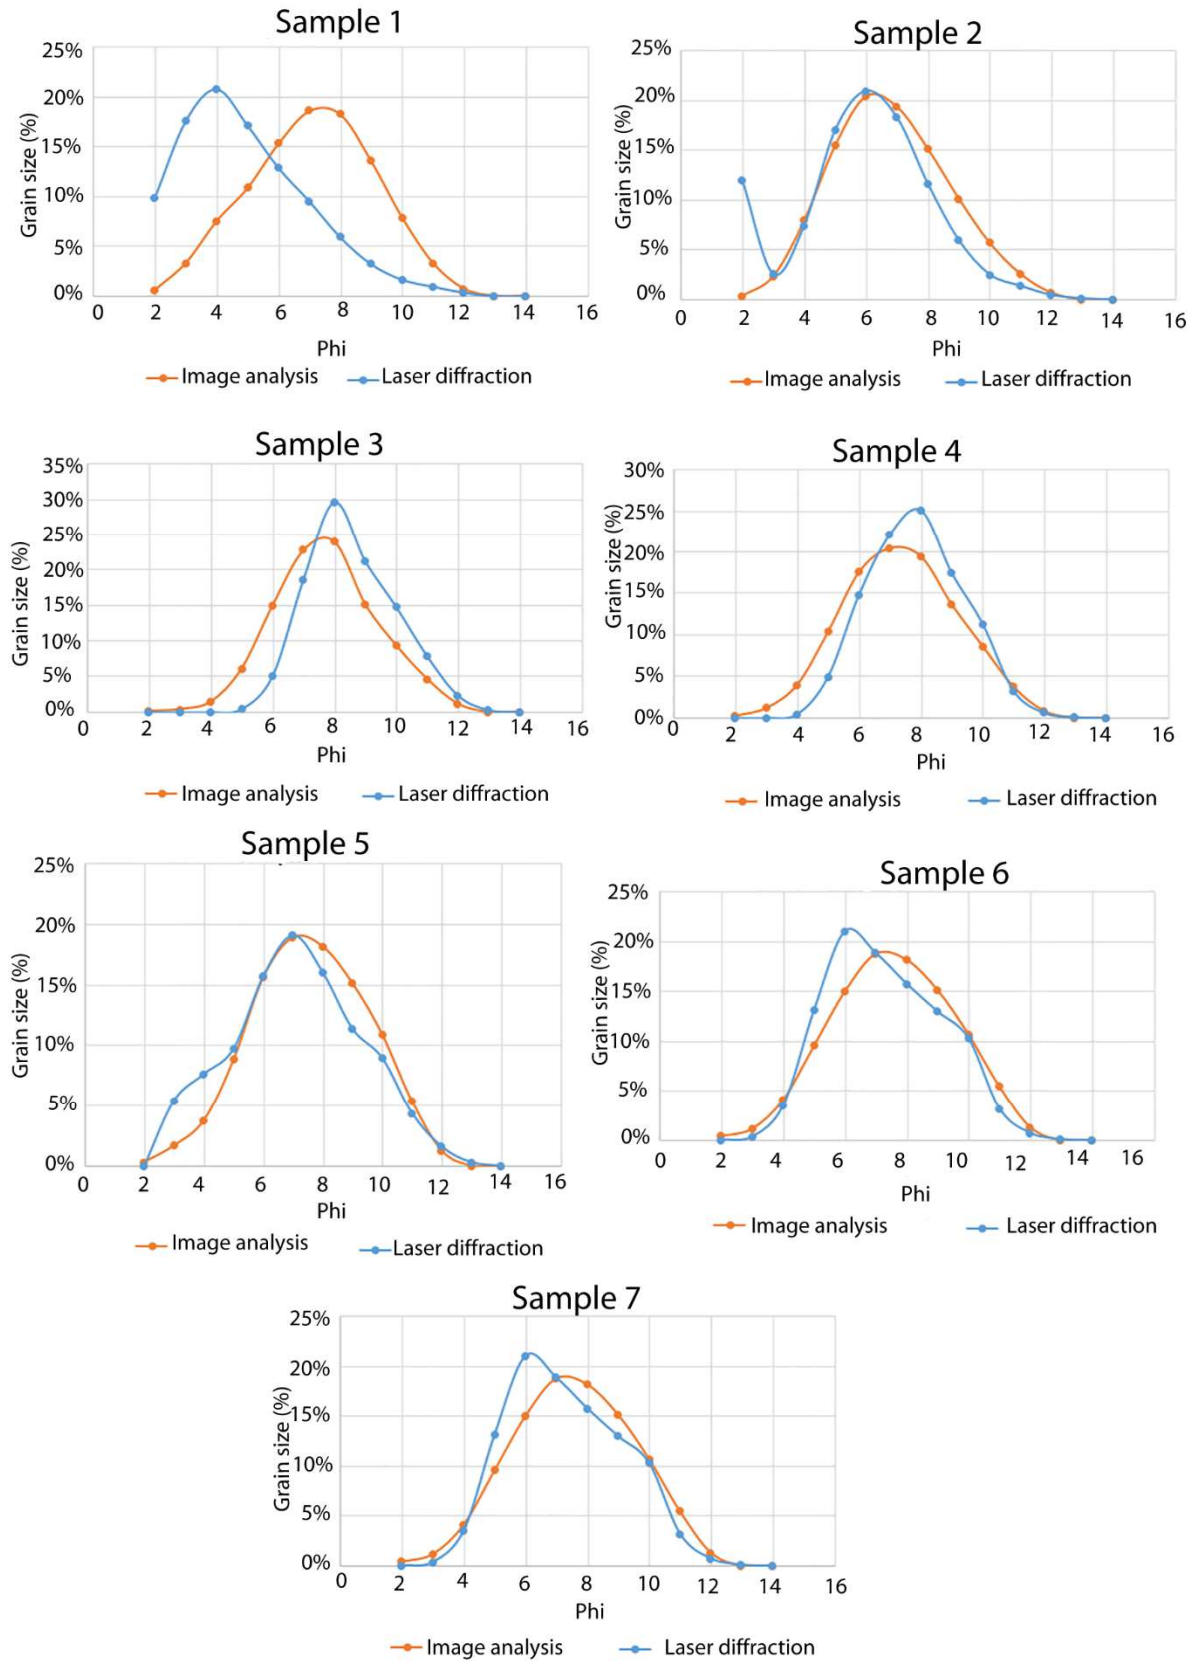 Sample 1
25%
20%
15%
10%
5%
0%
Grain size (%)
0 2 4 6 8 10 12 14 16
Phi
Image analysis Laser diffraction
Sample 2
25%
20%
15%
10%
5%
0%
Grain size (%)
0 2 4 6 8 10 12 14 16
Phi
Image analysis Laser diffraction
Sample 3
35%
30%
25%
20%
15%
10%
5%
0%
Grain size (%)
0 2 4 6 8 10 12 14 16
Phi
Image analysis Laser diffraction
Sample 4
30%
25%
20%
15%
10%
5%
0%
Grain size (%)
0 2 4 6 8 10 12 14 16
Phi
Image analysis Laser diffraction
Sample 5
25%
20%
15%
10%
5%
0%
Grain size (%)
0 2 4 6 8 10 12 14 16
Phi
Image analysis Laser diffraction
Sample 6
25%
20%
15%
10%
5%
0%
Grain size (%)
0 2 4 6 8 10 12 14 16
Phi
Image analysis Laser diffraction
Sample 7
25%
20%
15%
10%
5%
0%
Grain size (%)
0 2 4 6 8 10 12 14 16
Phi
Image analysis Laser diffraction